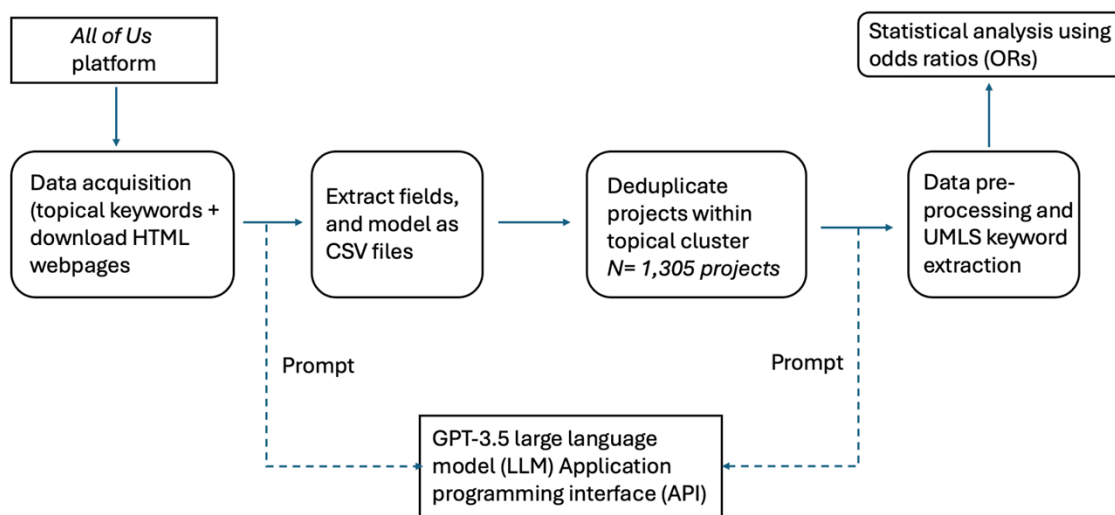 All of Us
platform
Statistical analysis using
odds ratios (ORs)
Data acquisition
(topical keywords +
download HTML
webpages
Extract fields,
and model as
CSV files
Deduplicate
projects within
topical cluster
N= 1,305 projects
Data pre-
processing and
UMLS keyword
extraction
Prompt
Prompt
GPT-3.5 large language
model (LLM) Application
programming interface (API)